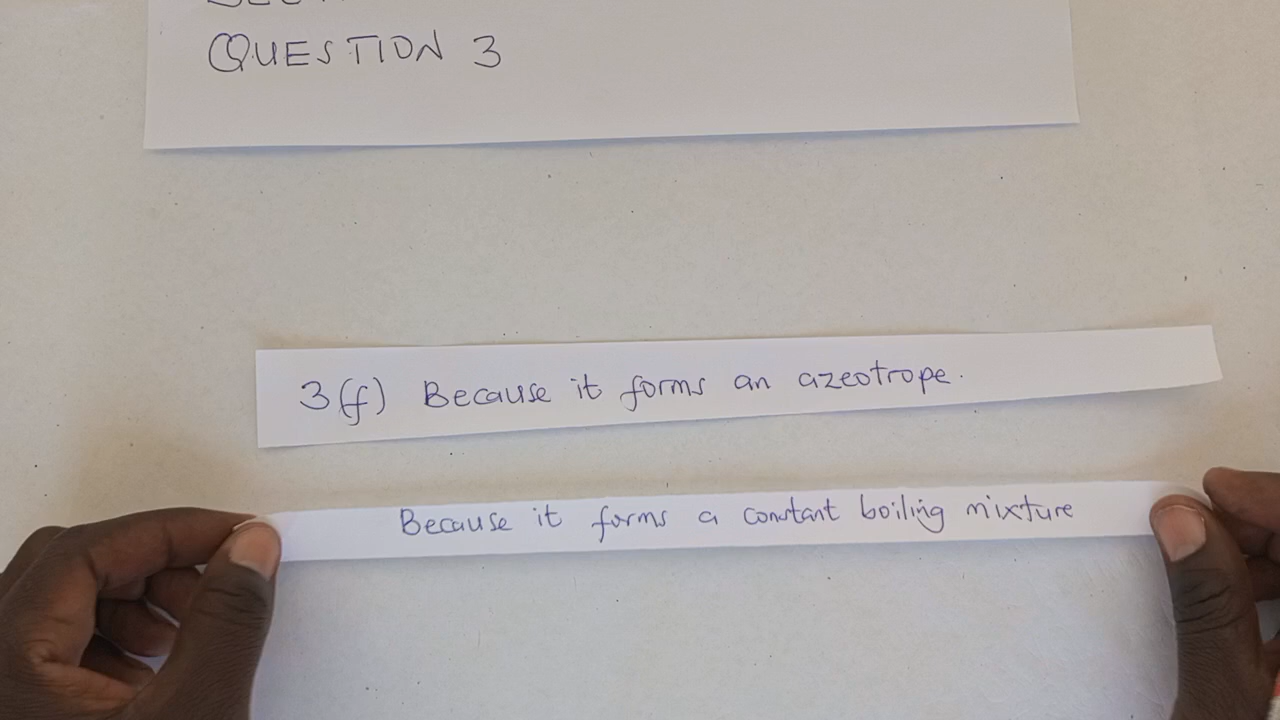 QUESTION 3
3(f) Because it forms an azeotrope.
Because it forms a constant boiling mixture